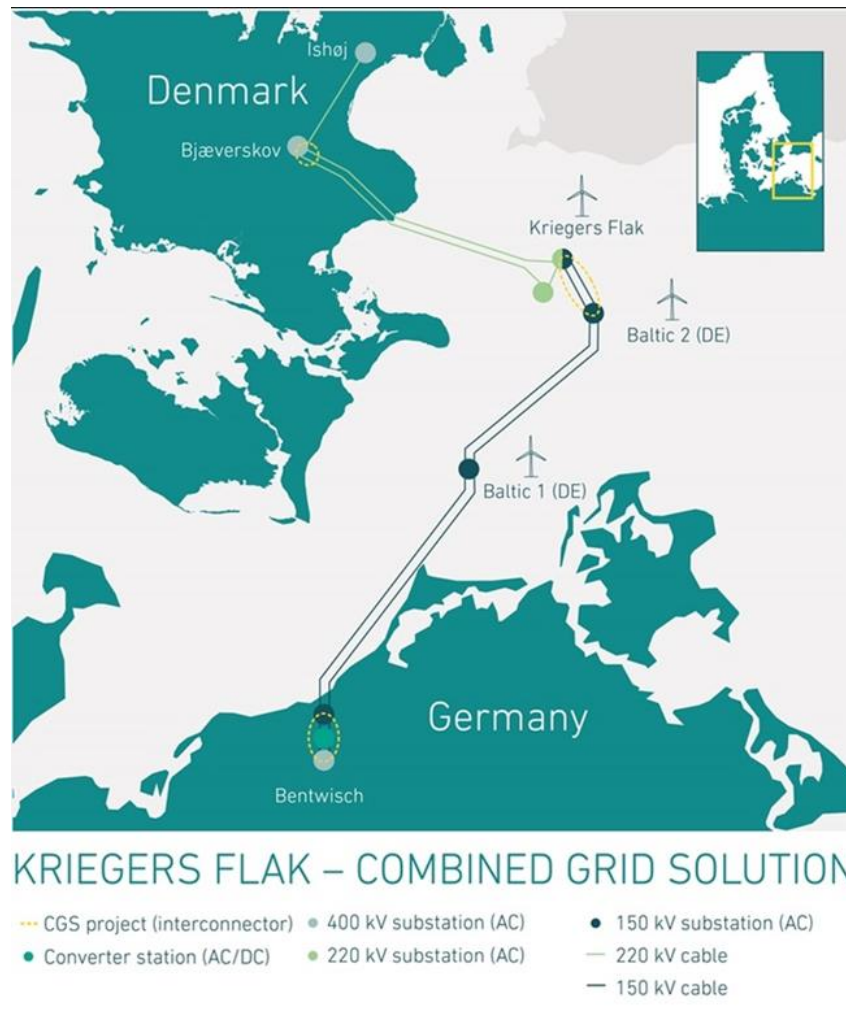 Ishøj
Denmark
Bjæverskov
Kriegers Flak
Baltic 2 (DE)
Baltic 1 (DE)
Germany
Bentwisch
KRIEGERS FLAK – COMBINED GRID SOLUTION
CGS project (interconnector)
Converter station (AC/DC)
400 kV substation (AC)
220 kV substation (AC)
150 kV substation (AC)
220 kV cable
150 kV cable